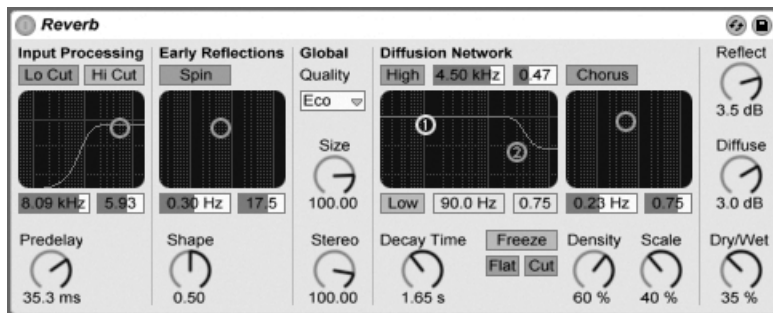 Reverb
Input Processing
Lo Cut Hi Cut
8.09 kHz 5.93
Predelay
35.3 ms
Early Reflections
Spin
0.30 Hz 17.5
Shape
0.50
Global
Quality
Eco
Size
100.00
Stereo
100.00
Diffusion Network
High 4.50 kHz 0.47 Chorus
1
2
Low 90.0 Hz 0.75 0.23 Hz 0.75
Decay Time
1.65 s
Freeze
Flat Cut
Density
60 %
Scale
40 %
Reflect
3.5 dB
Diffuse
3.0 dB
Dry/Wet
35 %